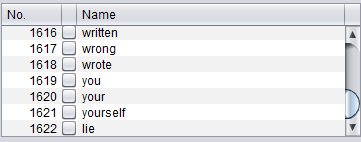 No. Name
1616 written
1617 wrong
1618 wrote
1619 you
1620 your
1621 yourself
1622 lie